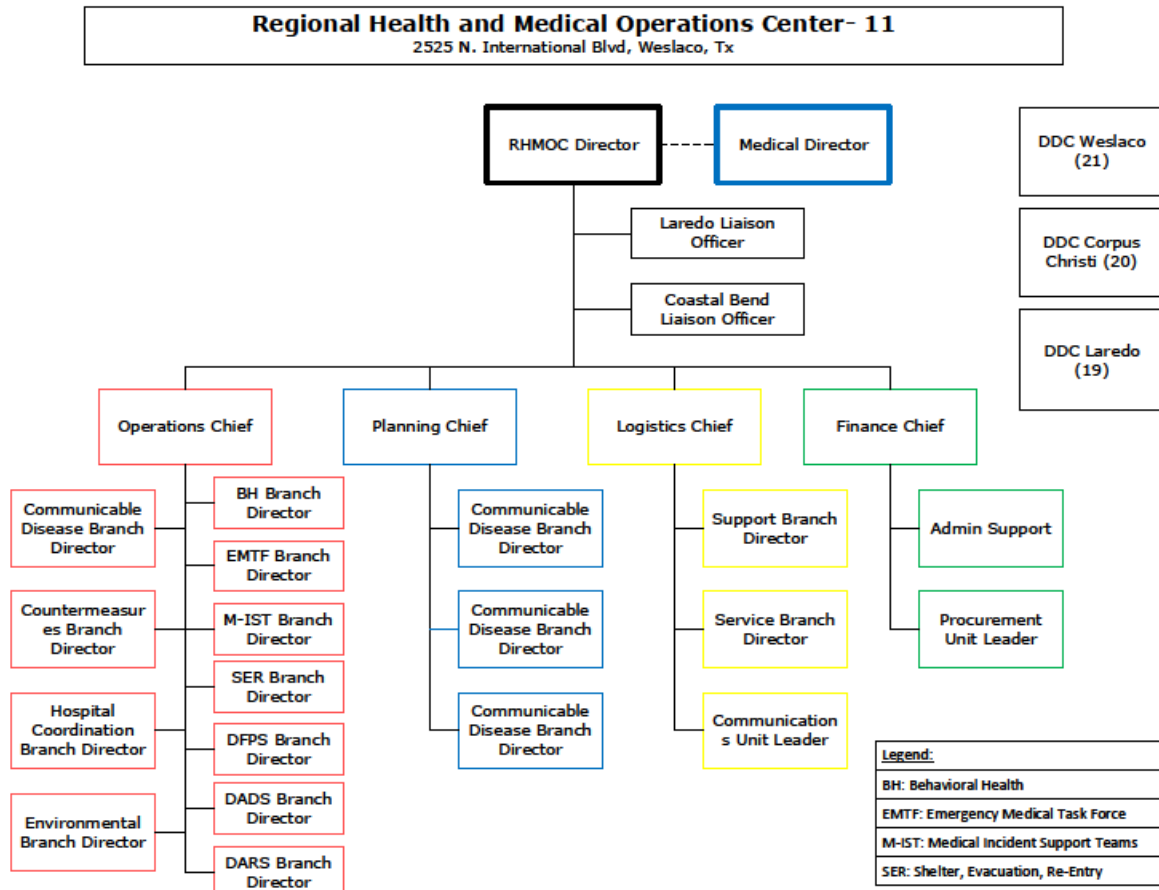 Regional Health and Medical Operations Center- 11
2525 N. International Blvd, Weslaco, Tx
RHMOC Director
Medical Director
DDC Weslaco
(21)
Laredo Liaison
Officer
DDC Corpus
Christi (20)
Coastal Bend
Liaison Officer
DDC Laredo
(19)
Operations Chief
Planning Chief
Logistics Chief
Finance Chief
Communicable
Disease Branch
Director
Countermeasur
es Branch
Director
Hospital
Coordination
Branch Director
Environmental
Branch Director
BH Branch
Director
EMTF Branch
Director
M-IST Branch
Director
SER Branch
Director
DFPS Branch
Director
DADS Branch
Director
DARS Branch
Director
Communicable
Disease Branch
Director
Communicable
Disease Branch
Director
Communicable
Disease Branch
Director
Support Branch
Director
Service Branch
Director
Communication
s Unit Leader
Admin Support
Procurement
Unit Leader
Legend:
BH: Behavioral Health
EMTF: Emergency Medical Task Force
M-IST: Medical Incident Support Teams
SER: Shelter, Evacuation, Re-Entry